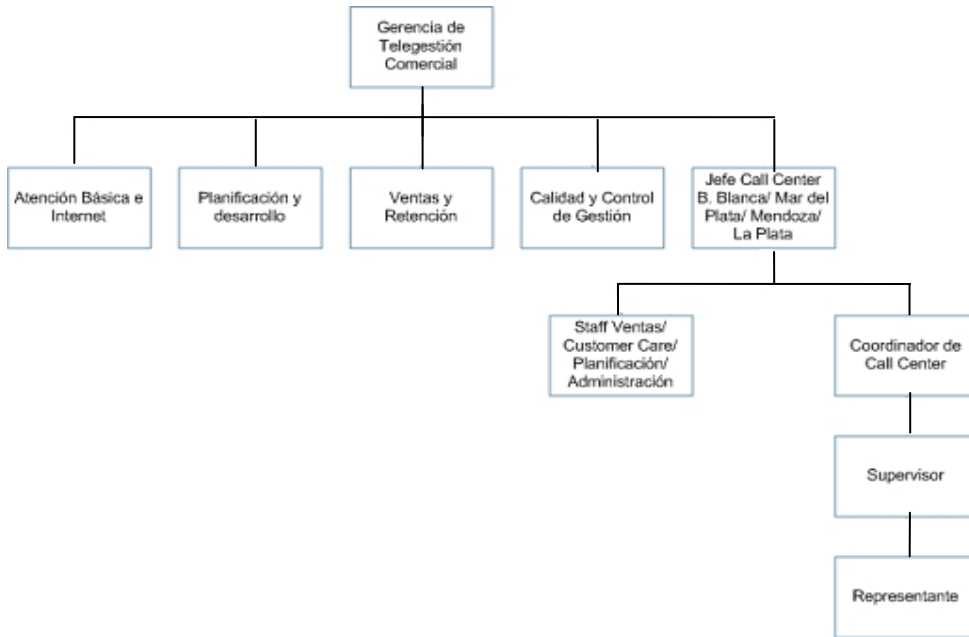 Gerencia de
Telegestión
Comercial
Atención Básica e
Internet
Planificación y
desarrollo
Ventas y
Retención
Calidad y Control
de Gestión
Jefe Call Center
B. Blanca/ Mar del
Plata/ Mendoza/
La Plata
Staff Ventas/
Customer Care/
Planificación/
Administración
Coordinador de
Call Center
Supervisor
Representante